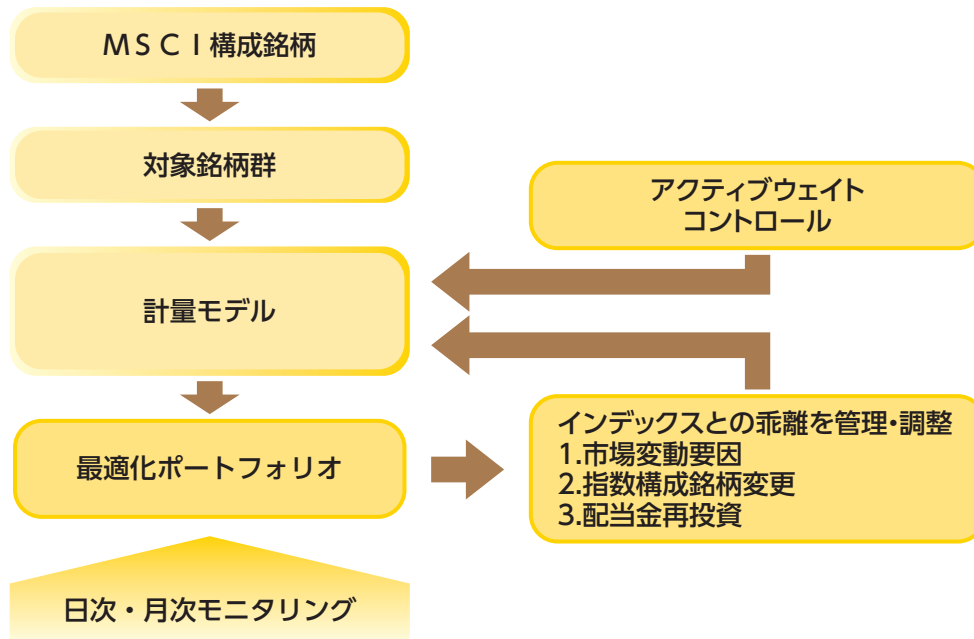 ＭＳＣＩ構成銘柄
対象銘柄群
アクティブウェイト
コントロール
計量モデル
最適化ポートフォリオ
インデックスとの乖離を管理・調整
1.市場変動要因
2.指数構成銘柄変更
3.配当金再投資
日次・月次モニタリング